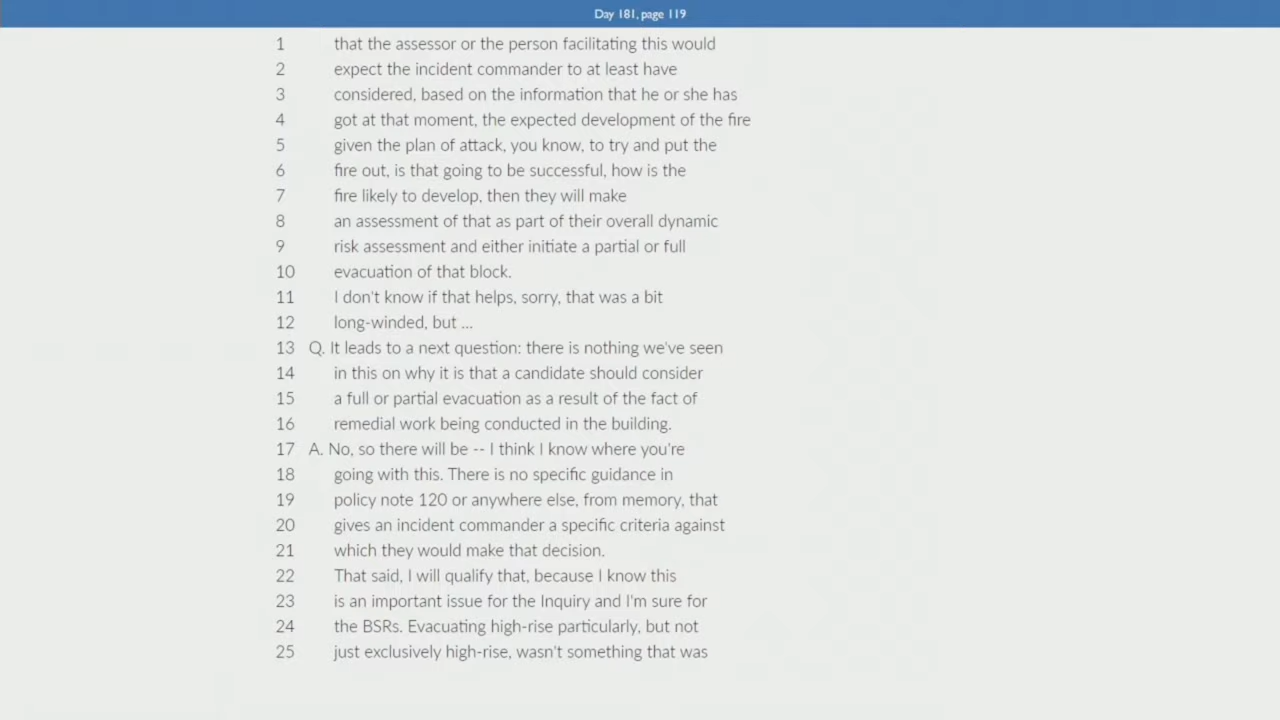 Day 181, page 119
1 that the assessor or the person facilitating this would
2 expect the incident commander to at least have
3 considered, based on the information that he or she has
4 got at that moment, the expected development of the fire
5 given the plan of attack, you know, to try and put the
6 fire out, is that going to be successful, how is the
7 fire likely to develop, then they will make
8 an assessment of that as part of their overall dynamic
9 risk assessment and either initiate a partial or full
10 evacuation of that block.
11 I don't know if that helps, sorry, that was a bit
12 long-winded, but ...
13 Q. It leads to a next question: there is nothing we've seen
14 in this on why it is that a candidate should consider
15 a full or partial evacuation as a result of the fact of
16 remedial work being conducted in the building.
17 A. No, so there will be -- I think I know where you're
18 going with this. There is no specific guidance in
19 policy note 120 or anywhere else, from memory, that
20 gives an incident commander a specific criteria against
21 which they would make that decision.
22 That said, I will qualify that, because I know this
23 is an important issue for the Inquiry and I'm sure for
24 the BSRs. Evacuating high-rise particularly, but not
25 just exclusively high-rise, wasn't something that was